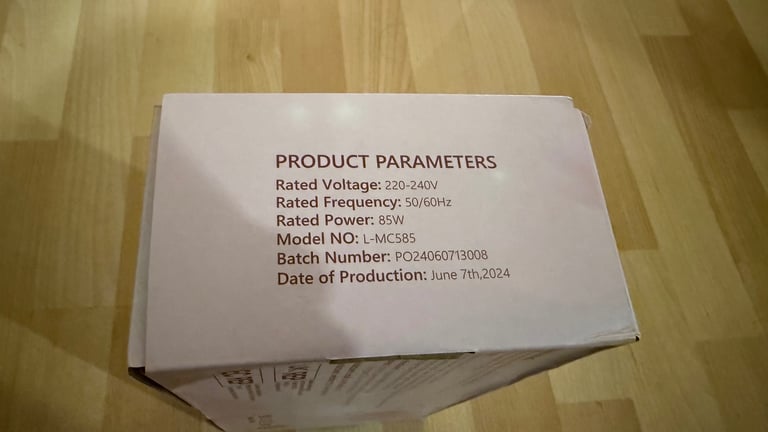 PRODUCT PARAMETERS
Rated Voltage: 220-240V
Rated Frequency: 50/60Hz
Rated Power: 85W
Model NO: L-MC585
Batch Number: PO24060713008
Date of Production: June 7th,2024